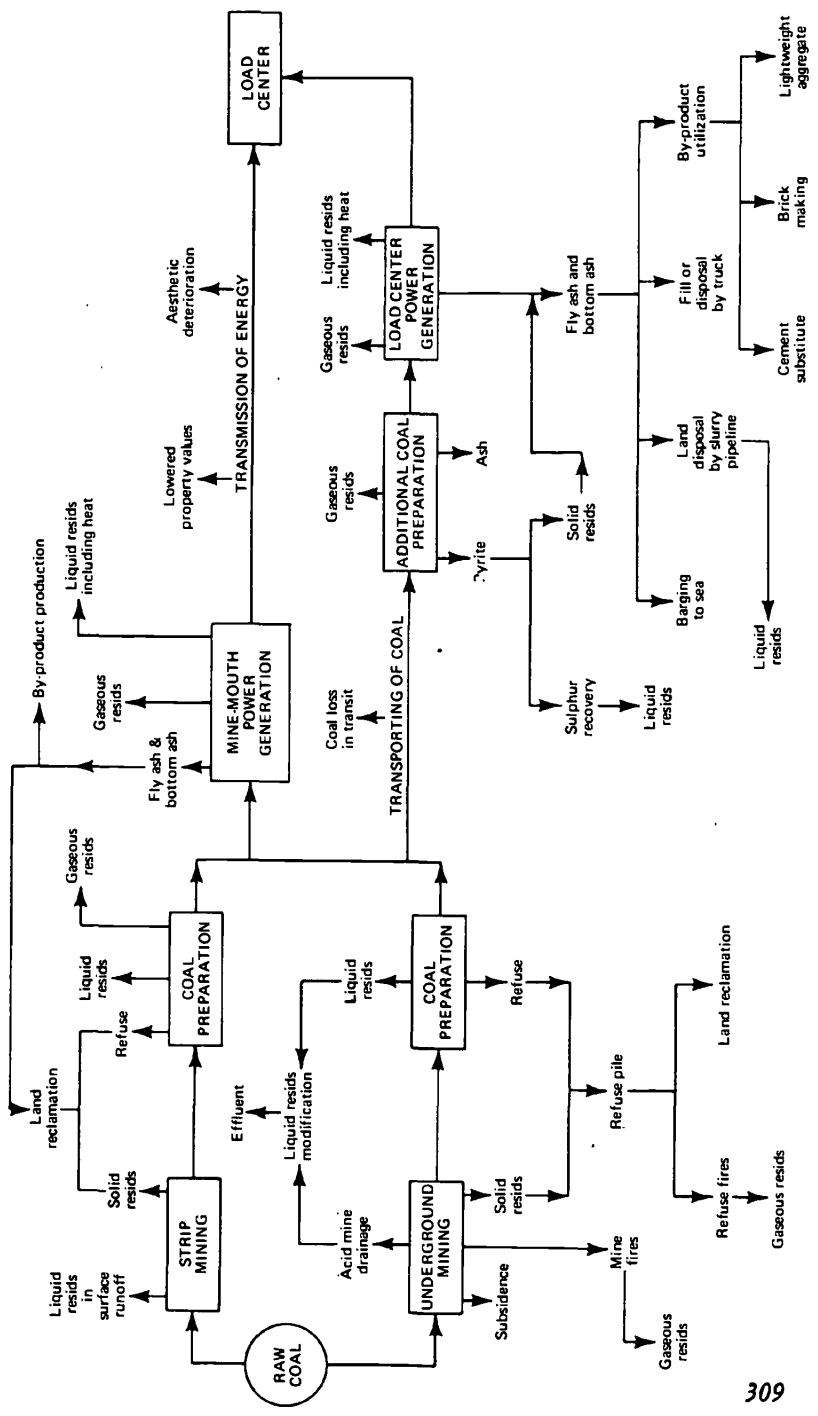 Liquid resids
in
surface
runoff
Solid
resids
Land
reclamation
Refuse
Liquid
resids
Gaseous
resids
Fly ash &
bottom ash
By-product production
Gaseous
resids
Liquid resids
including heat
Lowered
property values
Aesthetic
deterioration
STRIP
MINING
COAL
PREPARATION
MINE-MOUTH
POWER
GENERATION
TRANSMISSION OF ENERGY
LOAD
CENTER
RAW
COAL
Effluent
Acid mine
drainage
Liquid resids
modification
Liquid
resids
Coal loss
in transit
Gaseous
resids
Gaseous
resids
Liquid resids
including heat
UNDERGROUND
MINING
COAL
PREPARATION
TRANSPORTING OF COAL
ADDITIONAL COAL
PREPARATION
LOAD CENTER
POWER
GENERATION
Subsidence
Solid
resids
Refuse
Ash
Mine
fires
Gaseous
resids
Refuse pile
Refuse fires
Gaseous resids
Land reclamation
Sulphur
recovery
Liquid
resids
Solid
resids
Fly ash and
bottom ash
Barging
to sea
Land
disposal
by slurry
pipeline
Liquid
resids
Fill or
disposal
by truck
By-product
utilization
Cement
substitute
Brick
making
Lightweight
aggregate
309